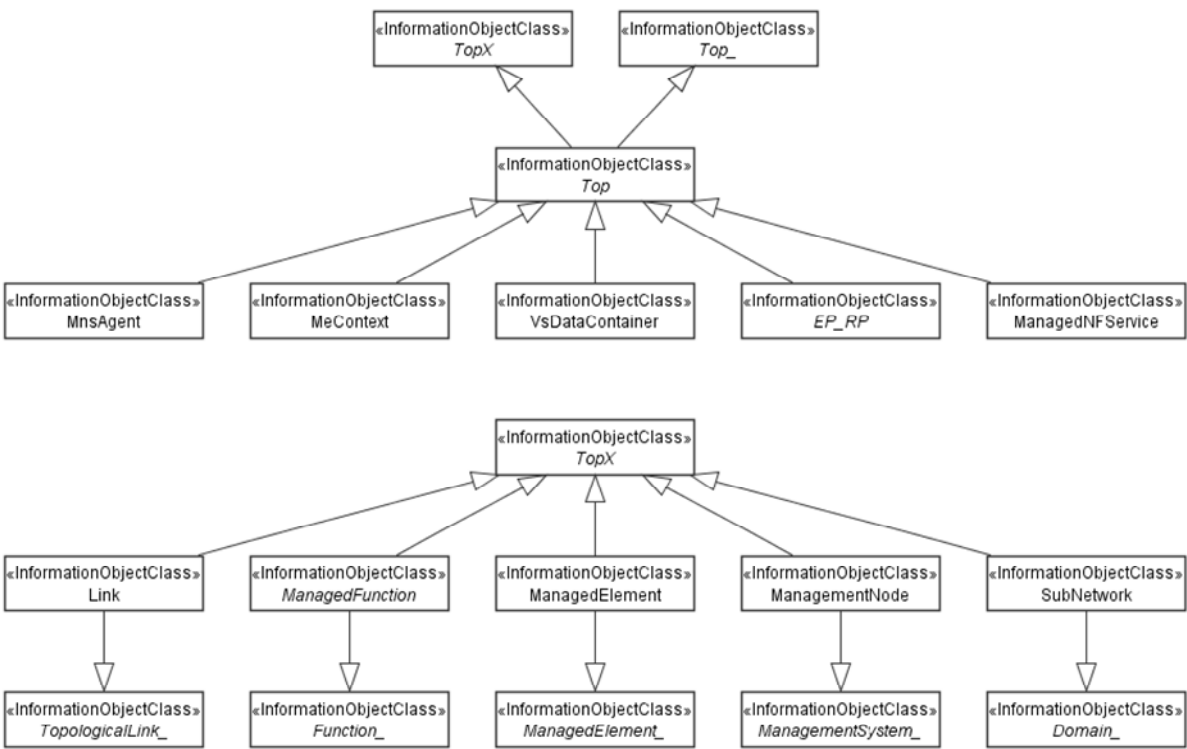 «InformationObjectClass»
TopX
«InformationObjectClass»
Top_
«InformationObjectClass»
Top
«InformationObjectClass»
MnsAgent
«InformationObjectClass»
MeContext
«InformationObjectClass»
VsDataContainer
«InformationObjectClass»
EP_RP
«InformationObjectClass»
ManagedNFService
«InformationObjectClass»
TopX
«InformationObjectClass»
Link
«InformationObjectClass»
ManagedFunction
«InformationObjectClass»
ManagedElement
«InformationObjectClass»
ManagementNode
«InformationObjectClass»
SubNetwork
«InformationObjectClass»
TopologicalLink_
«InformationObjectClass»
Function_
«InformationObjectClass»
ManagedElement_
«InformationObjectClass»
ManagementSystem_
«InformationObjectClass»
Domain_